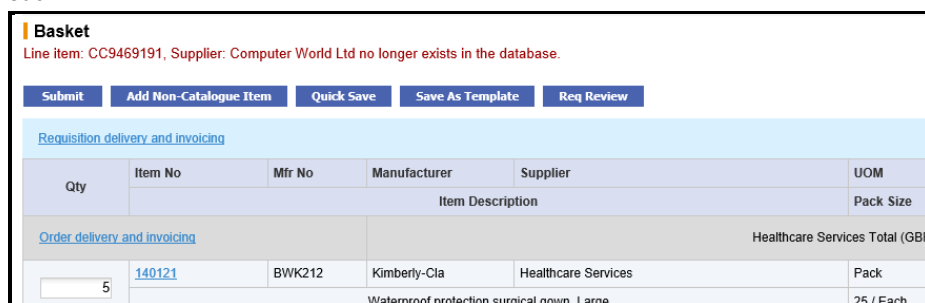 Basket
Line item: CC9469191, Supplier: Computer World Ltd no longer exists in the database.
Submit Add Non-Catalogue Item Quick Save Save As Template Req Review
Requisition delivery and invoicing
Qty Item No Mfr No Manufacturer Supplier UOM
Item Description Pack Size
Order delivery and invoicing Healthcare Services Total (GB
5 140121 BWK212 Kimberly-Cla Healthcare Services Pack
Waterproof protection surgical gown, Large 25 / Each